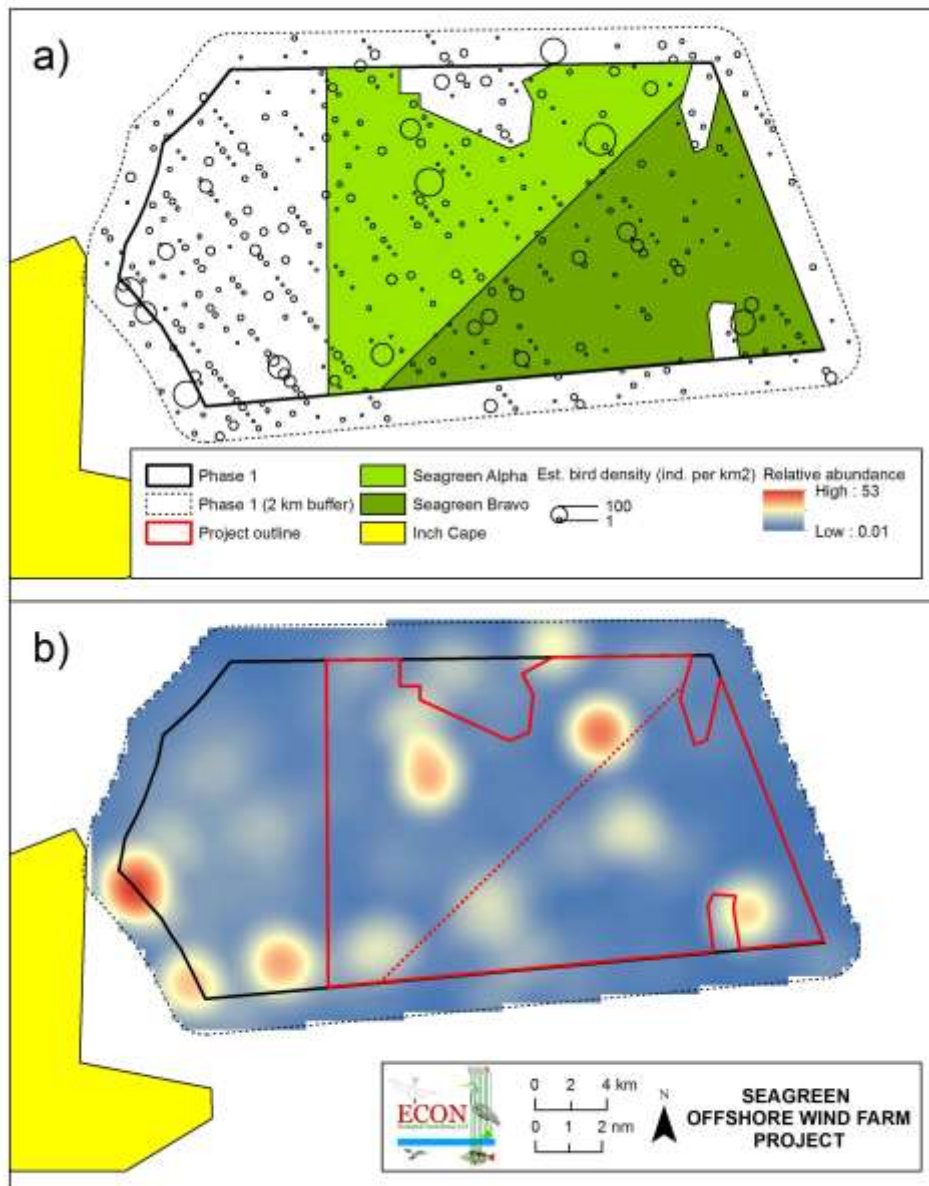 a)
Phase 1
Phase 1 (2 km buffer)
Project outline
Seagreen Alpha
Seagreen Bravo
Inch Cape
Est. bird density (ind. per km2)
100
1
Relative abundance
High : 53
Low : 0.01
b)
ECON
0 2 4 km
0 1 2 nm
N
SEAGREEN
OFFSHORE WIND FARM
PROJECT